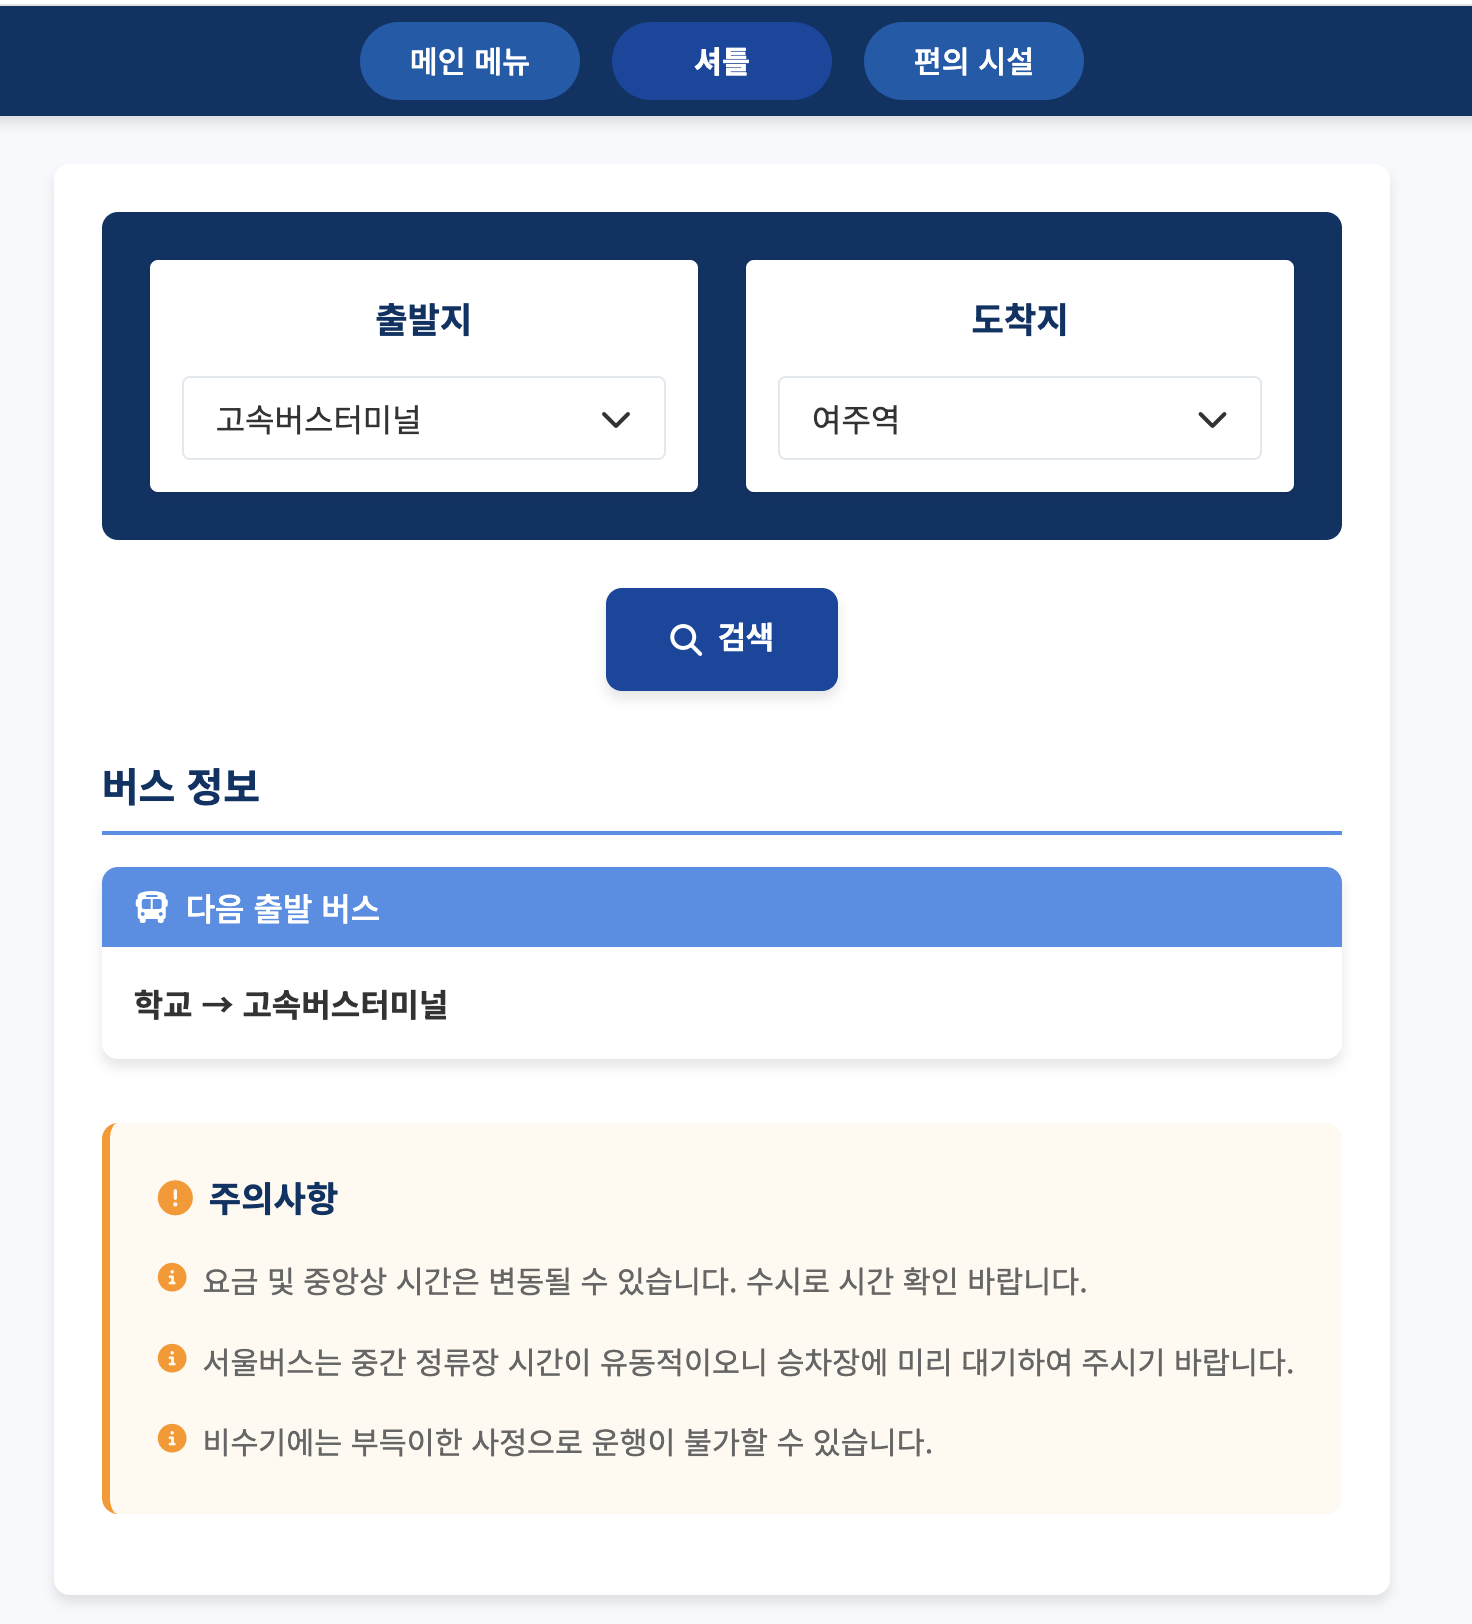 메인 메뉴
셔틀
편의 시설
출발지
도착지
고속버스터미널
여주역
검색
버스 정보
다음 출발 버스
학교 → 고속버스터미널
주의사항
요금 및 중앙상 시간은 변동될 수 있습니다. 수시로 시간 확인 바랍니다.
서울버스는 중간 정류장 시간이 유동적이오니 승차장에 미리 대기하여 주시기 바랍니다.
비수기에는 부득이한 사정으로 운행이 불가할 수 있습니다.